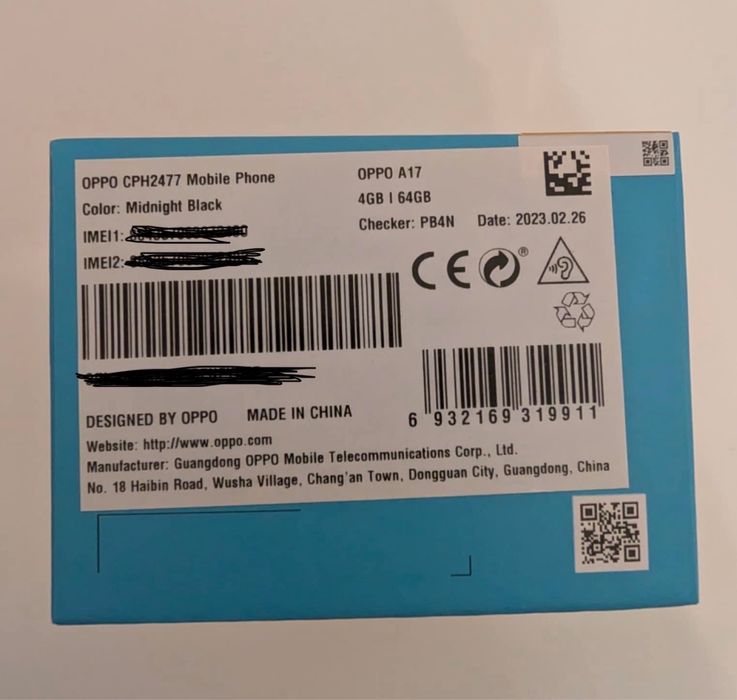 OPPO CPH2477 Mobile Phone
OPPO A17
Color: Midnight Black
4GB | 64GB
IMEI1:
Checker: PB4N Date: 2023.02.26
IMEI2:
CE ®
6 932169 319911
DESIGNED BY OPPO MADE IN CHINA
Website: http://www.oppo.com
Manufacturer: Guangdong OPPO Mobile Telecommunications Corp., Ltd.
No. 18 Haibin Road, Wusha Village, Chang'an Town, Dongguan City, Guangdong, China